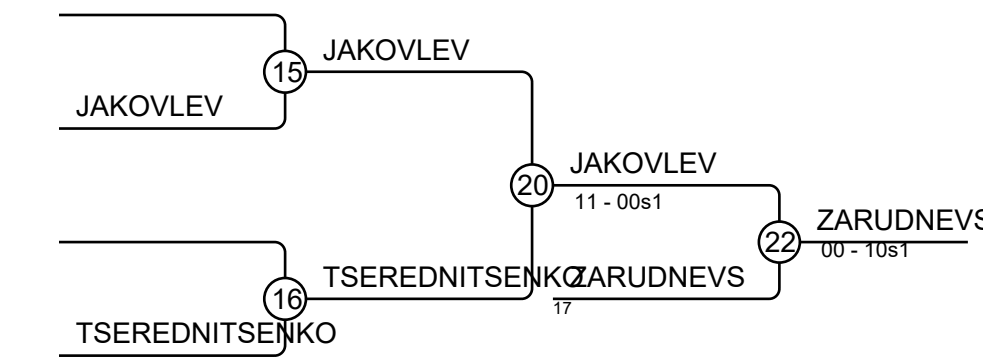 JAKOVLEV
15
JAKOVLEV
JAKOVLEV
20
11 - 00s1
ZARUDNEVS
22
00 - 10s1
TSEREDNITSENKO
ZARUDNEVS
16
17
TSEREDNITSENKO